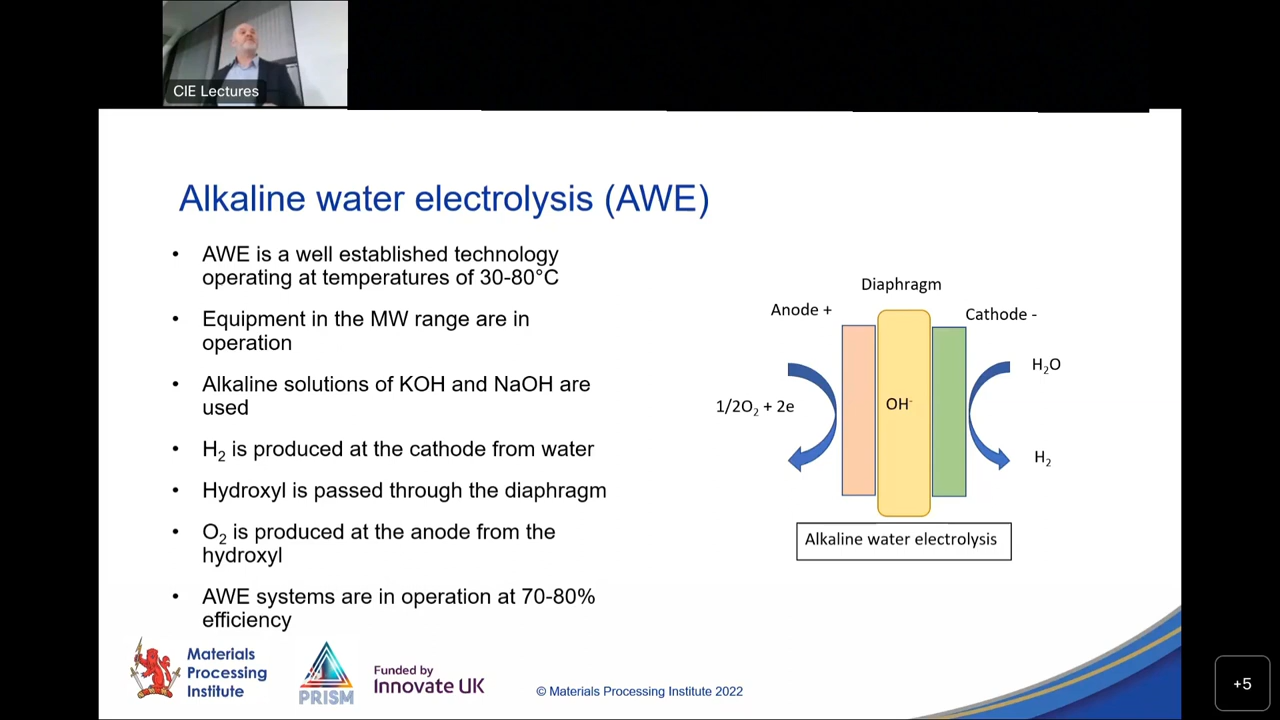 CIE Lectures
Alkaline water electrolysis (AWE)
• AWE is a well established technology
operating at temperatures of 30-80°C
• Equipment in the MW range are in
operation
• Alkaline solutions of KOH and NaOH are
used
• H₂ is produced at the cathode from water
• Hydroxyl is passed through the diaphragm
• O₂ is produced at the anode from the
hydroxyl
• AWE systems are in operation at 70-80%
efficiency
Diaphragm
Anode +
Cathode -
H₂O
1/2O₂ + 2e
OH⁻
H₂
Alkaline water electrolysis
Materials
Processing
Institute
PRISM
Funded by
Innovate UK
© Materials Processing Institute 2022
+5